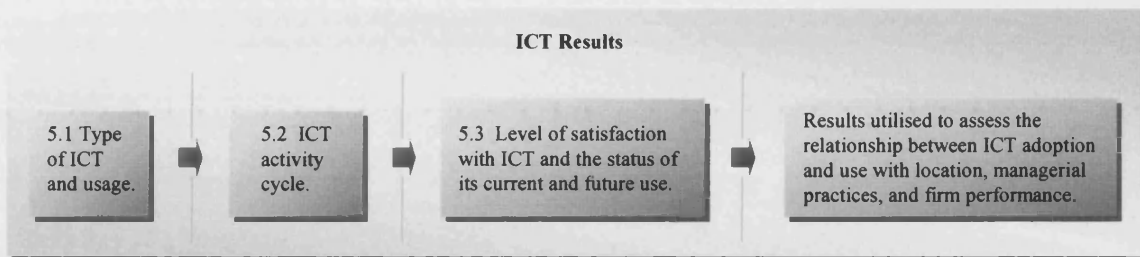 ICT Results
5.1 Type
of ICT
and usage.
5.2 ICT
activity
cycle.
5.3 Level of satisfaction
with ICT and the status of
its current and future use.
Results utilised to assess the
relationship between ICT adoption
and use with location, managerial
practices, and firm performance.